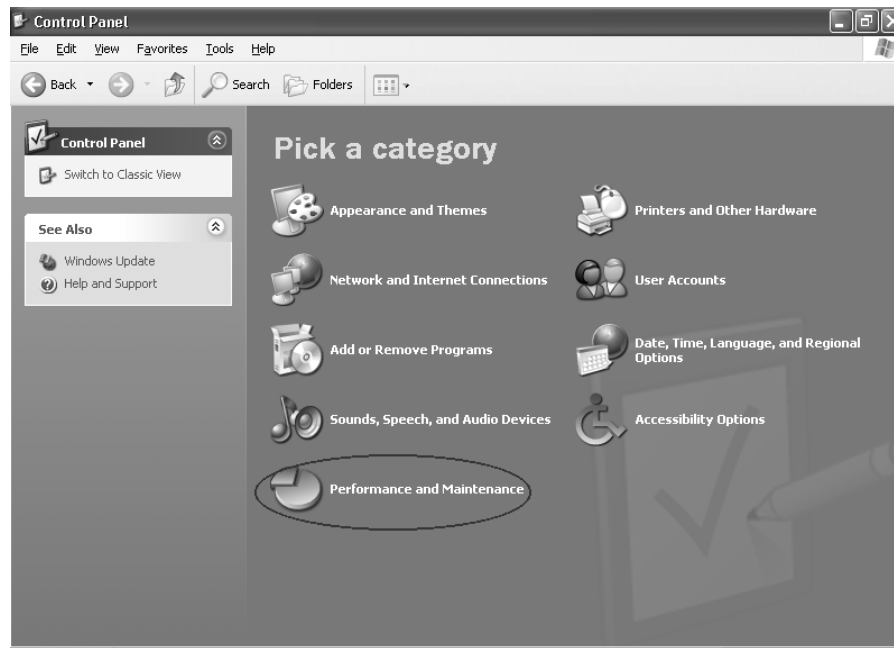 Control Panel
File Edit View Favorites Tools Help
Back Search Folders
Control Panel
Switch to Classic View
See Also
Windows Update
Help and Support
Pick a category
Appearance and Themes
Printers and Other Hardware
Network and Internet Connections
User Accounts
Add or Remove Programs
Date, Time, Language, and Regional
Options
Sounds, Speech, and Audio Devices
Accessibility Options
Performance and Maintenance